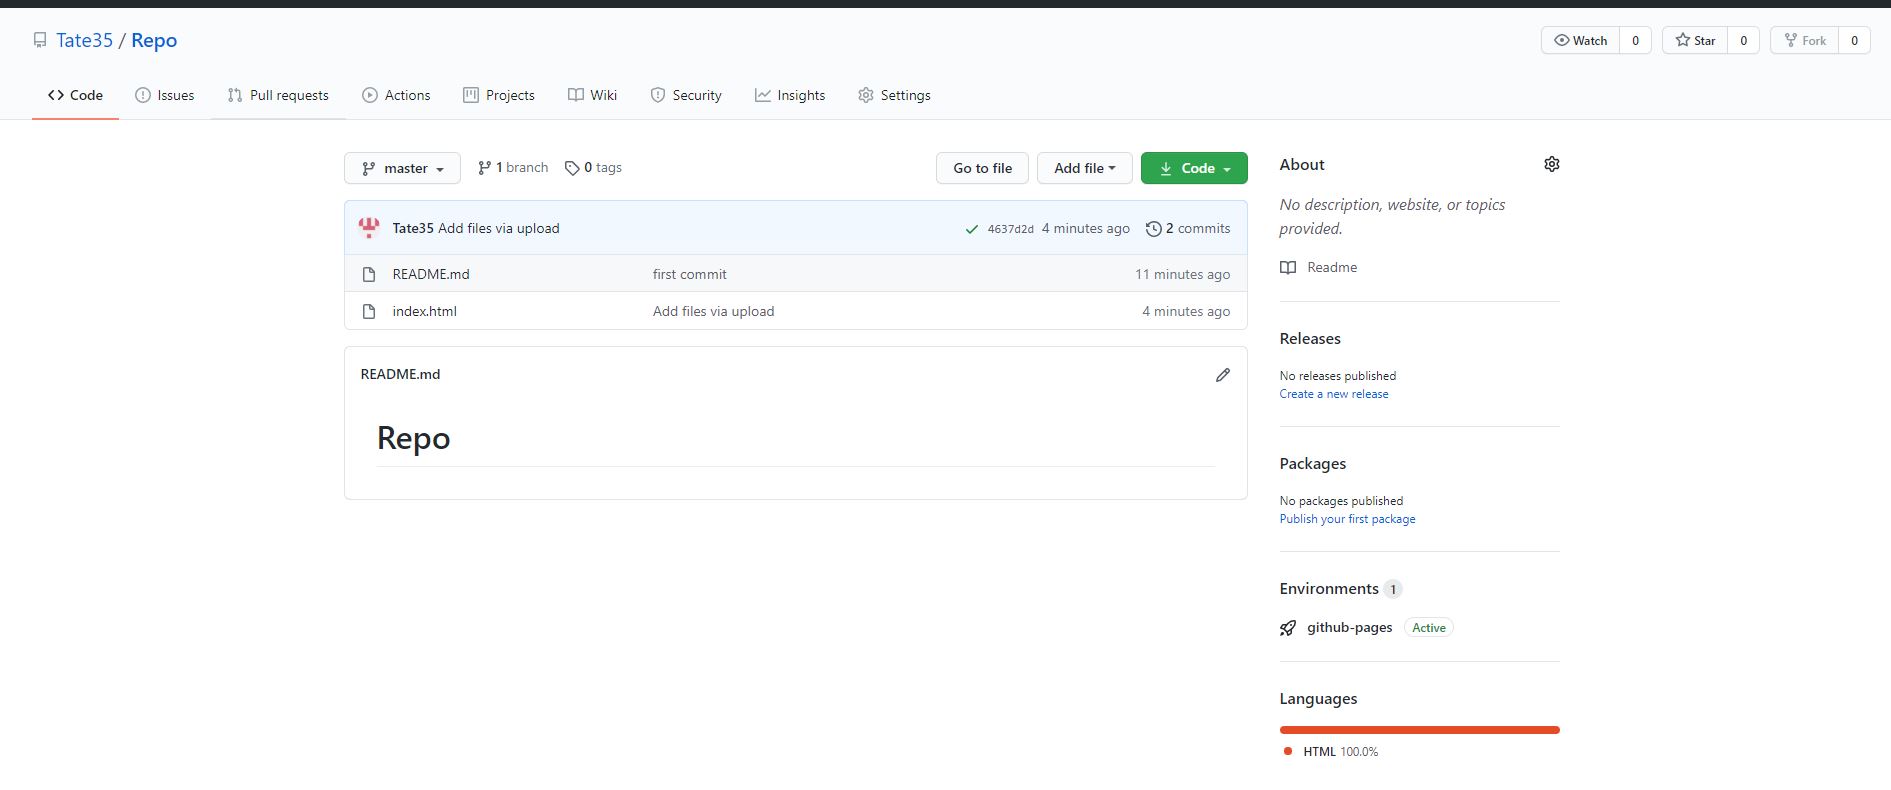 Tate35 / Repo
Watch 0 Star 0 Fork 0
Code Issues Pull requests Actions Projects Wiki Security Insights Settings
master 1 branch 0 tags Go to file Add file Code
Tate35 Add files via upload 4637d2d 4 minutes ago 2 commits
README.md first commit 11 minutes ago
index.html Add files via upload 4 minutes ago
README.md
Repo
About
No description, website, or topics
provided.
Readme
Releases
No releases published
Create a new release
Packages
No packages published
Publish your first package
Environments 1
github-pages Active
Languages
HTML 100.0%